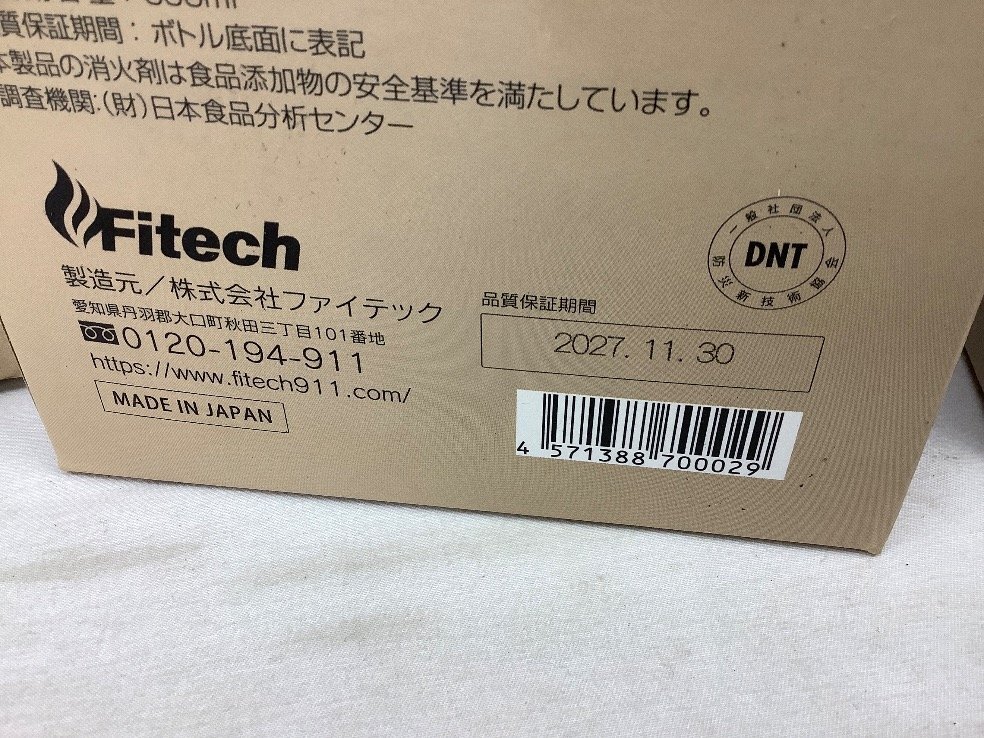 質保証期間：ボトル底面に表記
本製品の消火剤は食品添加物の安全基準を満たしています。
調査機関:(財)日本食品分析センター
Fitech
製造元／株式会社ファイテック
愛知県丹羽郡大口町秋田三丁目101番地
0120-194-911
https://www.fitech911.com/
MADE IN JAPAN
一般社団法人
DNT
防災新技術協会
品質保証期間
2027. 11. 30
4 571388 700029